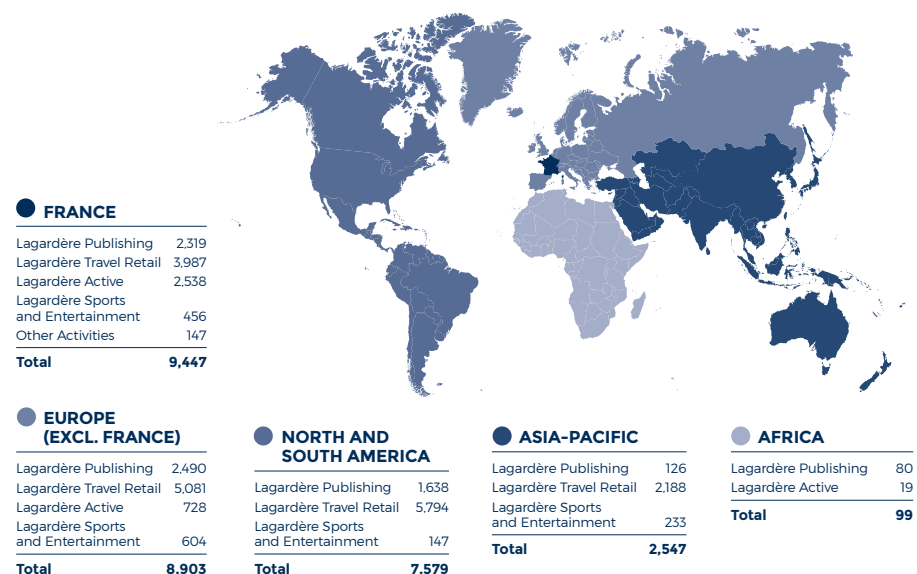 FRANCE
Lagardère Publishing 2,319
Lagardère Travel Retail 3,987
Lagardère Active 2,538
Lagardère Sports
and Entertainment 456
Other Activities 147
Total 9,447
EUROPE
(EXCL. FRANCE)
Lagardère Publishing 2,490
Lagardère Travel Retail 5,081
Lagardère Active 728
Lagardère Sports
and Entertainment 604
Total 8,903
NORTH AND
SOUTH AMERICA
Lagardère Publishing 1,638
Lagardère Travel Retail 5,794
Lagardère Sports
and Entertainment 147
Total 7,579
ASIA-PACIFIC
Lagardère Publishing 126
Lagardère Travel Retail 2,188
Lagardère Sports
and Entertainment 233
Total 2,547
AFRICA
Lagardère Publishing 80
Lagardère Active 19
Total 99